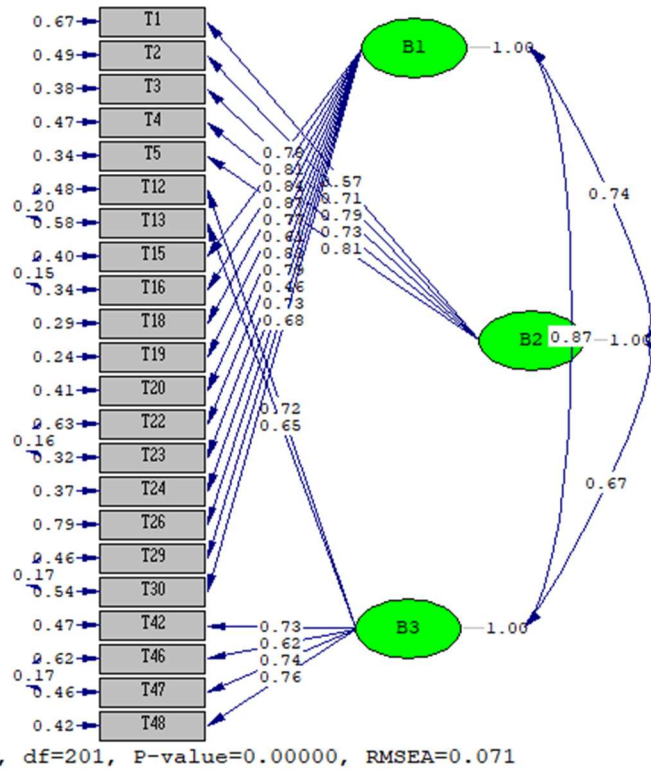 0.67 T1
B1 1.00
0.49 T2
0.38 T3
0.47 T4
0.34 T5
0.78
0.81
0.48 T12
0.84
0.57
0.74
0.20
0.87
0.71
0.58 T13
0.77
0.79
0.61
0.73
0.40 T15
0.81
0.15
0.79
0.34 T16
0.46
0.73
0.29 T18
0.68
B2 0.87 1.00
0.24 T19
0.41 T20
0.72
0.63 T22
0.65
0.16
0.32 T23
0.37 T24
0.67
0.79 T26
0.46 T29
0.17
0.54 T30
0.47 T42
0.73
B3 1.00
0.62
0.62 T46
0.74
0.17
0.46 T47
0.76
0.42 T48
, df=201, P-value=0.00000, RMSEA=0.071